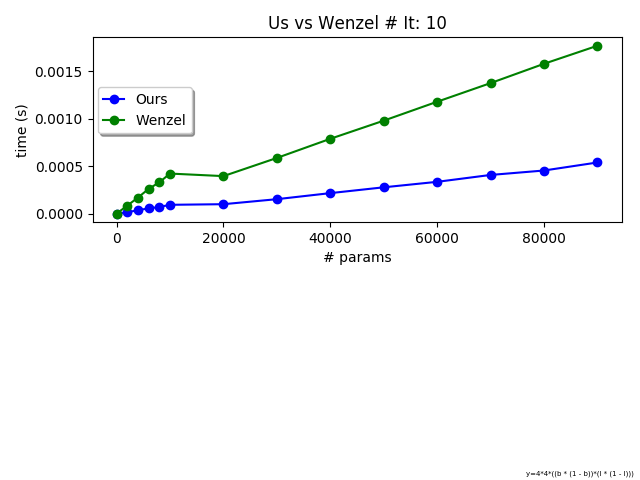 Us vs Wenzel # It: 10
time (s)
0.0015
0.0010
0.0005
0.0000
Ours
Wenzel
0
20000
40000
60000
80000
# params
y=4*4*((b * (1 - b))*(l * (1 - l)))